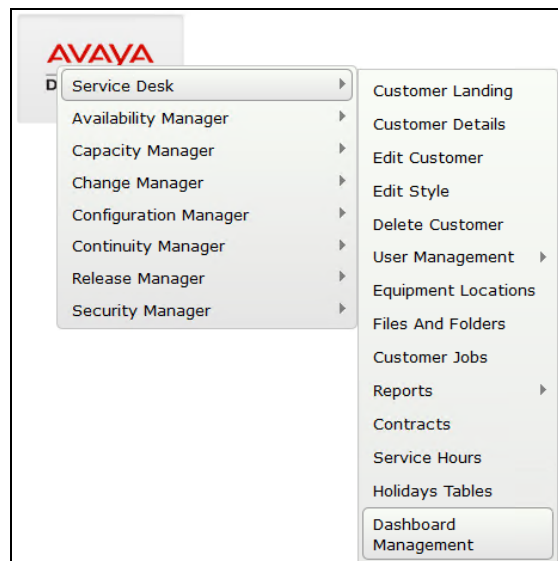 AVAYA
D
Service Desk
Availability Manager
Capacity Manager
Change Manager
Configuration Manager
Continuity Manager
Release Manager
Security Manager
Customer Landing
Customer Details
Edit Customer
Edit Style
Delete Customer
User Management
Equipment Locations
Files And Folders
Customer Jobs
Reports
Contracts
Service Hours
Holidays Tables
Dashboard
Management